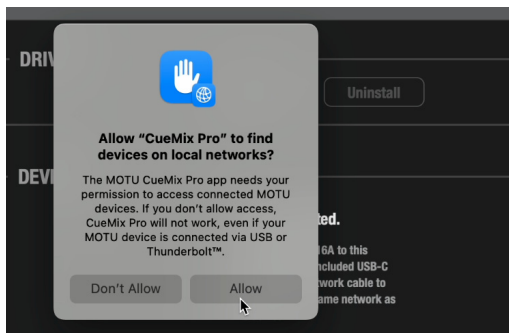 DRIV
Uninstall
Allow “CueMix Pro” to find
devices on local networks?
DEVI
The MOTU CueMix Pro app needs your
permission to access connected MOTU
devices. If you don’t allow access,
CueMix Pro will not work, even if your
MOTU device is connected via USB or
Thunderbolt™.
ted.
16A to this
ncluded USB-C
twork cable to
ame network as
Don’t Allow
Allow